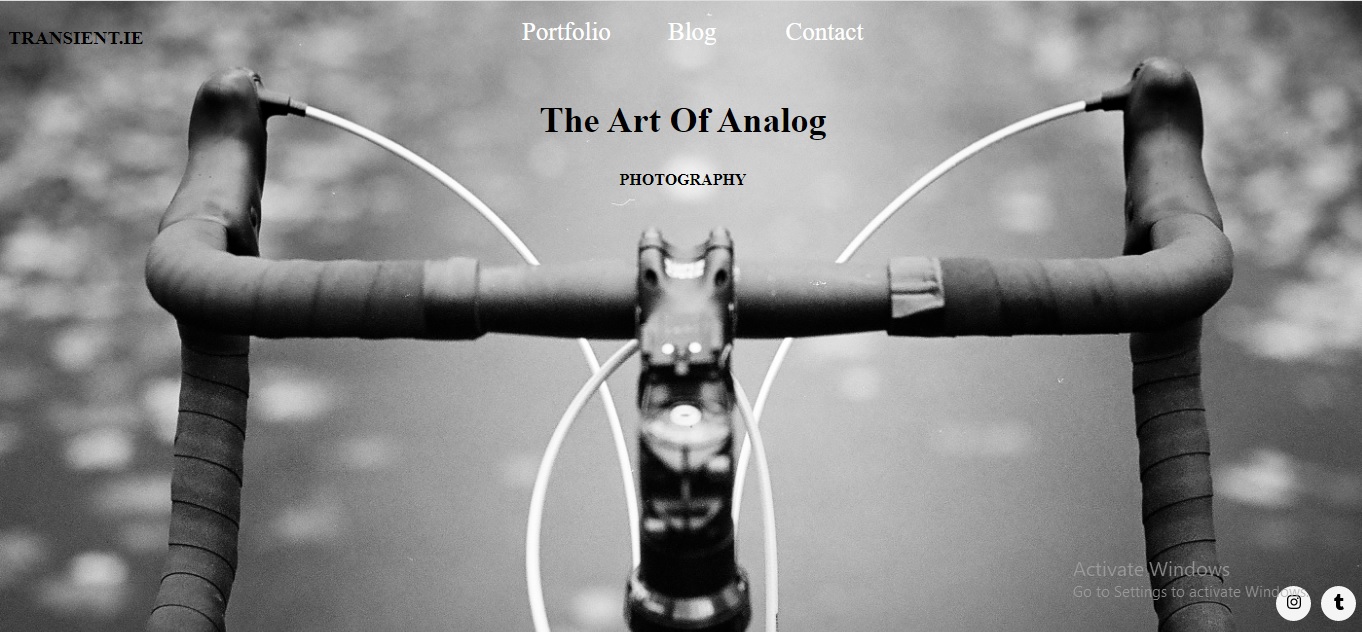 TRANSIENT.IE
Portfolio
Blog
Contact
The Art Of Analog
PHOTOGRAPHY
Activate Windows
Go to Settings to activate Windows.
t